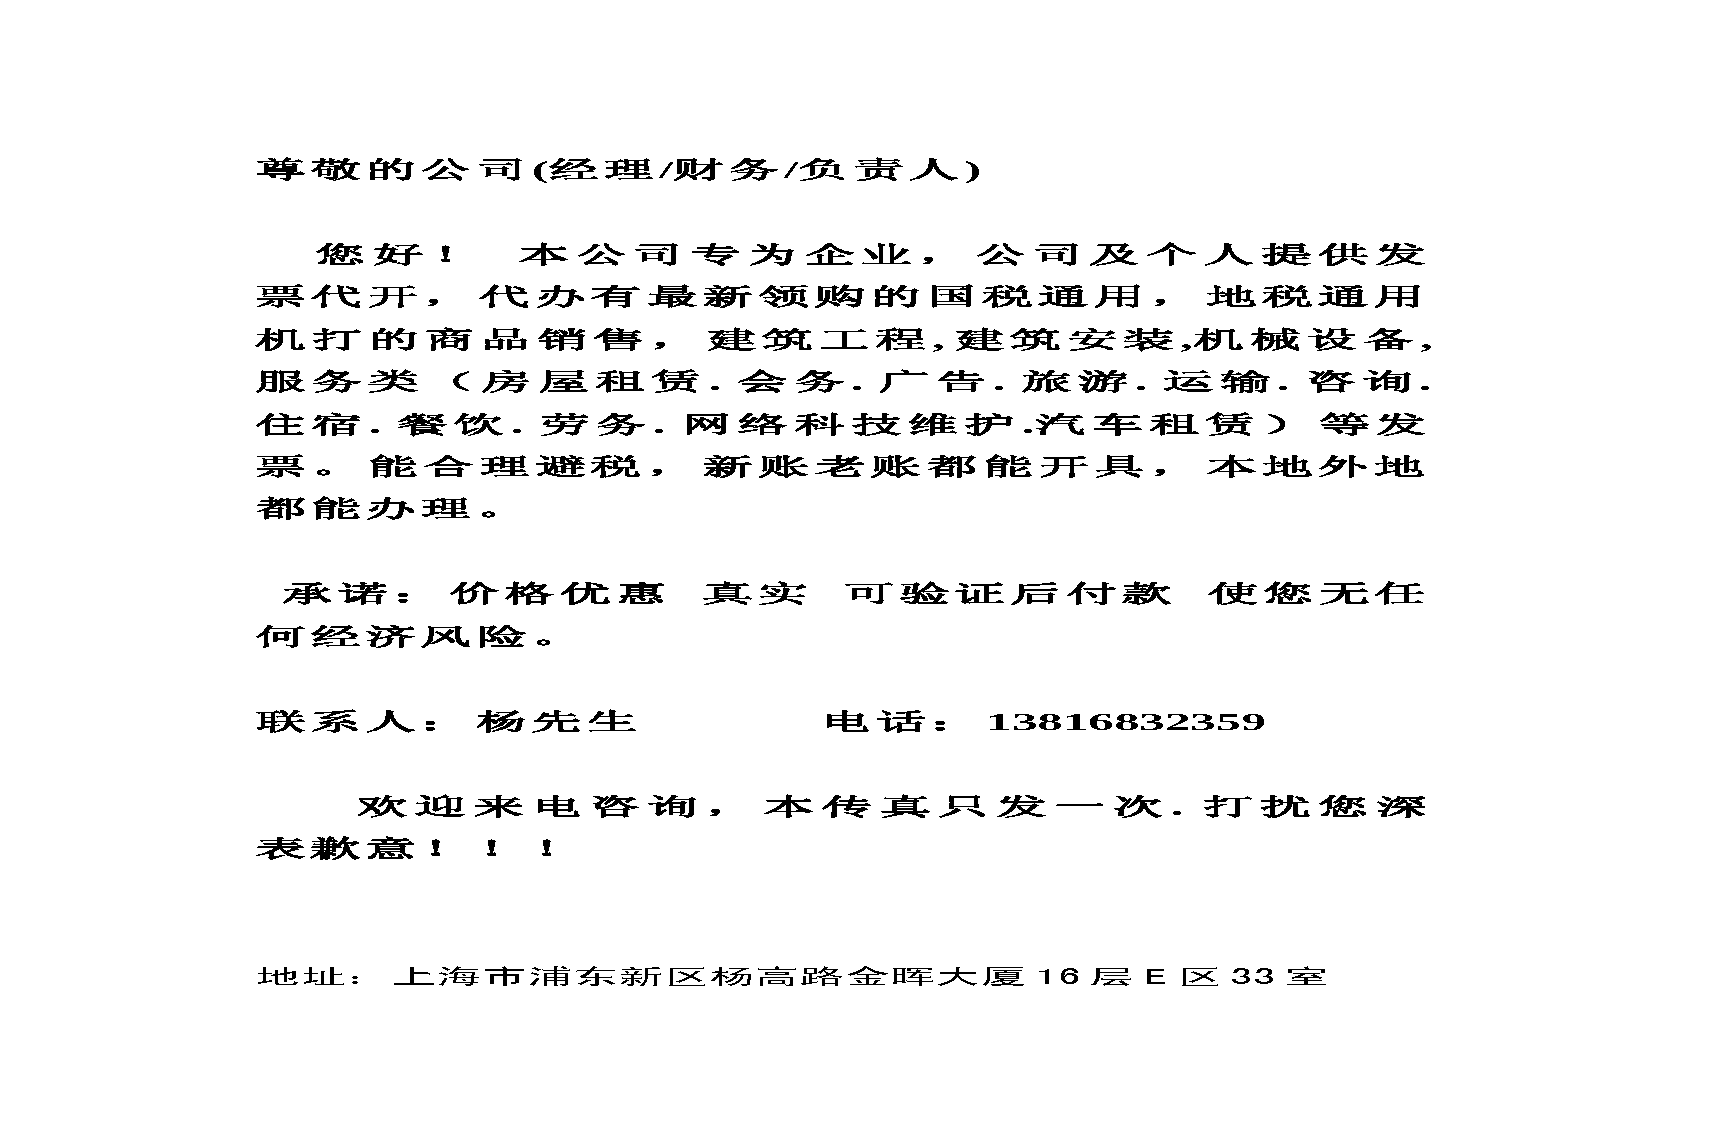 尊敬的公司(经理/财务/负责人)
您好！ 本公司专为企业，公司及个人提供发
票代开，代办有最新领购的国税通用，地税通用
机打的商品销售，建筑工程,建筑安装,机械设备,
服务类（房屋租赁.会务.广告.旅游.运输.咨询.
住宿.餐饮.劳务.网络科技维护.汽车租赁）等发
票。能合理避税，新账老账都能开具，本地外地
都能办理。
承诺：价格优惠 真实 可验证后付款 使您无任
何经济风险。
联系人：杨先生 电话：13816832359
欢迎来电咨询，本传真只发一次.打扰您深
表歉意！！！
地址：上海市浦东新区杨高路金晖大厦16层E区33室